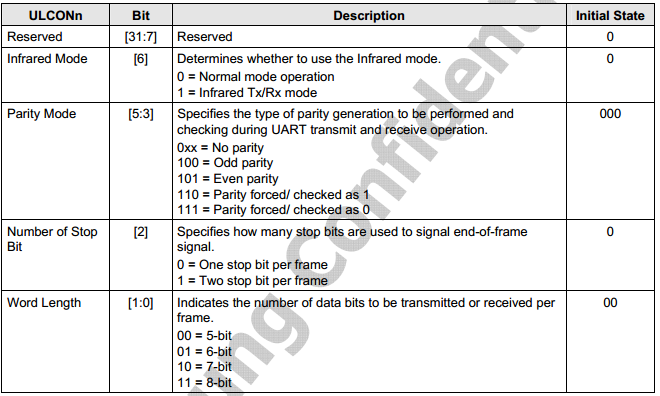 ULCONn Bit Description Initial State
Reserved [31:7] Reserved 0
Infrared Mode [6] Determines whether to use the Infrared mode. 0
0 = Normal mode operation
1 = Infrared Tx/Rx mode
Parity Mode [5:3] Specifies the type of parity generation to be performed and 000
checking during UART transmit and receive operation.
0xx = No parity
100 = Odd parity
101 = Even parity
110 = Parity forced/ checked as 1
111 = Parity forced/ checked as 0
Number of Stop [2] Specifies how many stop bits are used to signal end-of-frame 0
Bit signal.
0 = One stop bit per frame
1 = Two stop bit per frame
Word Length [1:0] Indicates the number of data bits to be transmitted or received per 00
frame.
00 = 5-bit
01 = 6-bit
10 = 7-bit
11 = 8-bit
ung Confident